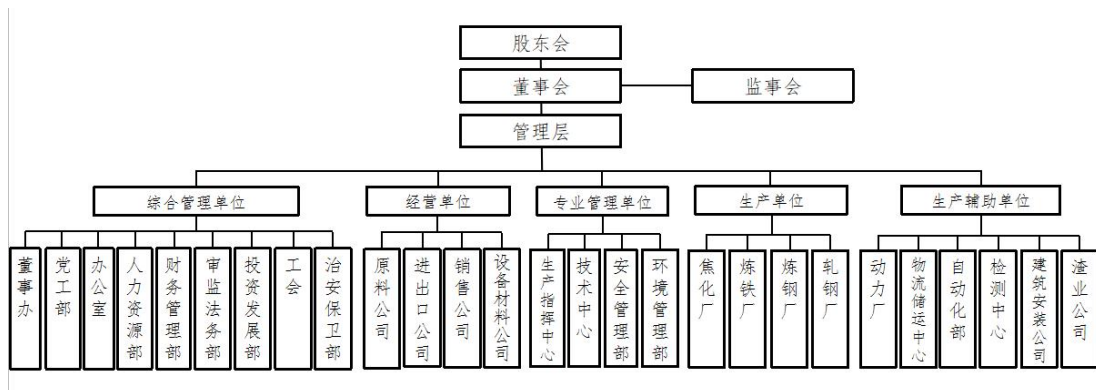 股东会
董事会
监事会
管理层
综合管理单位
经营单位
专业管理单位
生产单位
生产辅助单位
董事办
党工部
办公室
人力资源部
财务管理部
审监法务部
投资发展部
工会
治安保卫部
原料公司
进出口公司
销售公司
设备材料公司
生产指挥中心
技术中心
安全管理部
环境管理部
焦化厂
炼铁厂
炼钢厂
轧钢厂
动力厂
物流储运中心
自动化部
检测中心
建筑安装公司
渣业公司